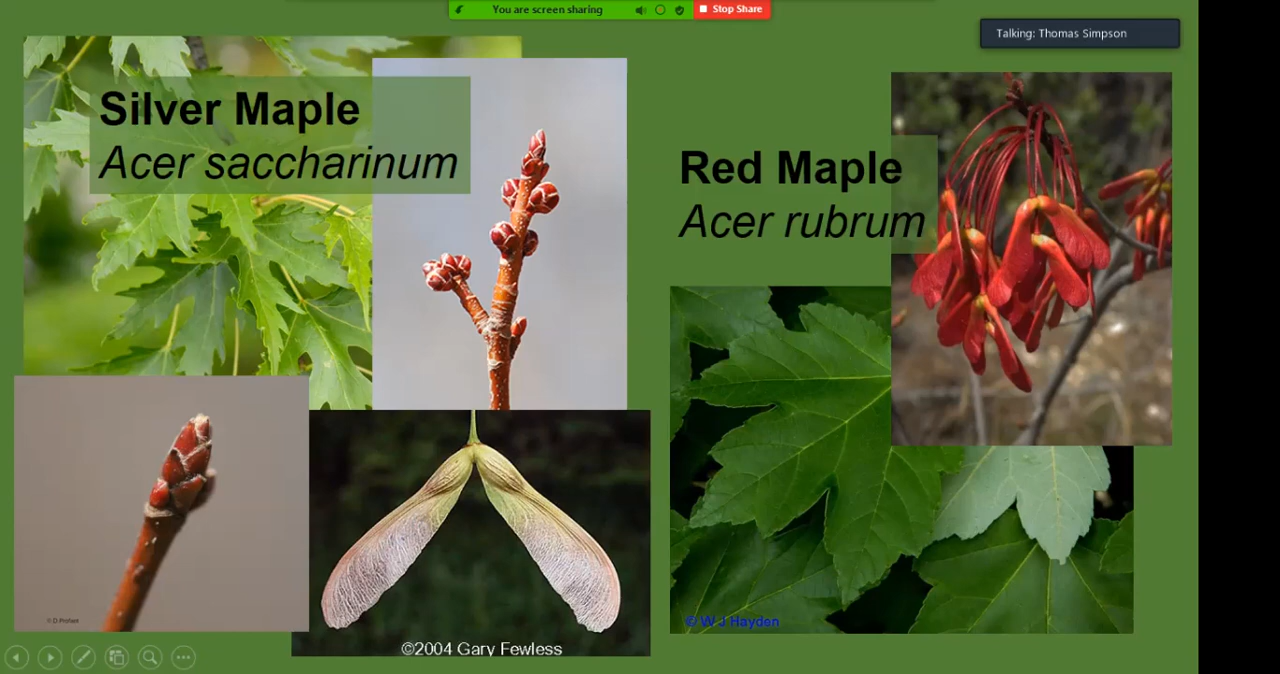 You are screen sharing
Stop Share
Talking: Thomas Simpson
Silver Maple
Acer saccharinum
Red Maple
Acer rubrum
© W J Hayden
©2004 Gary Fewless